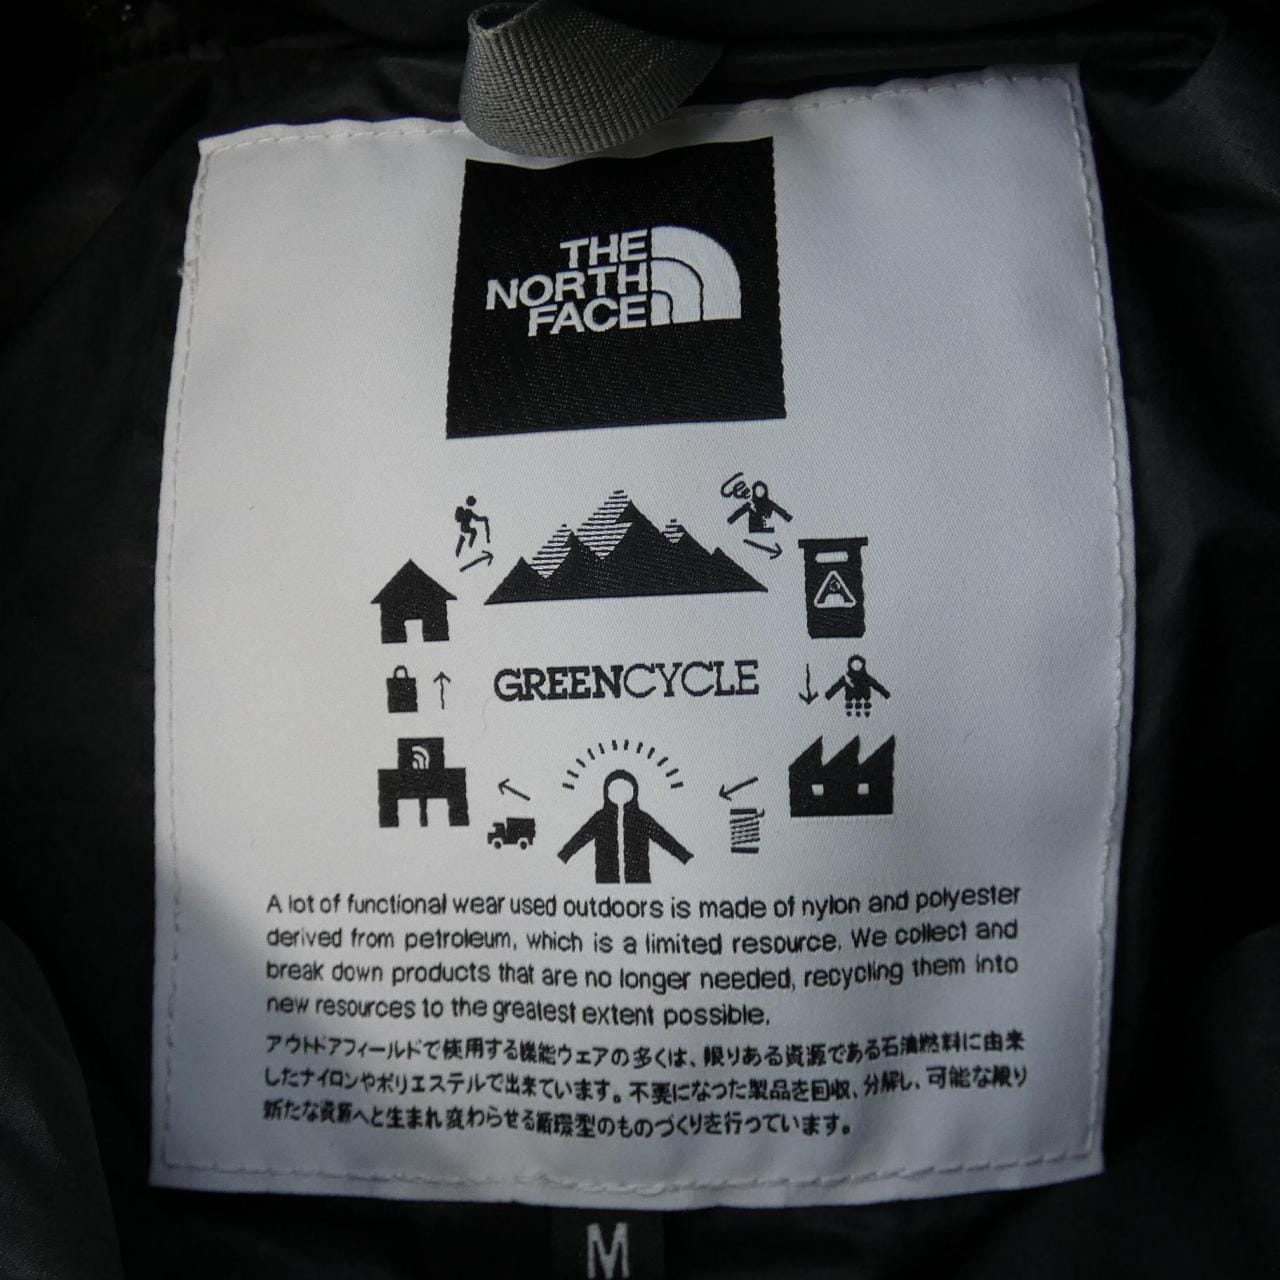 THE
NORTH
FACE
GREENCYCLE
A lot of functional wear used outdoors is made of nylon and polyester
derived from petroleum, which is a limited resource. We collect and
break down products that are no longer needed, recycling them into
new resources to the greatest extent possible.
アウトドアフィールドで使用する機能ウェアの多くは、限りある資源である石油燃料に由来
したナイロンやポリエステルで出来ています。不要になった製品を回収、分解し、可能な限り
新たな資源へと生まれ変わらせる循環型のものづくりを行っています。
M